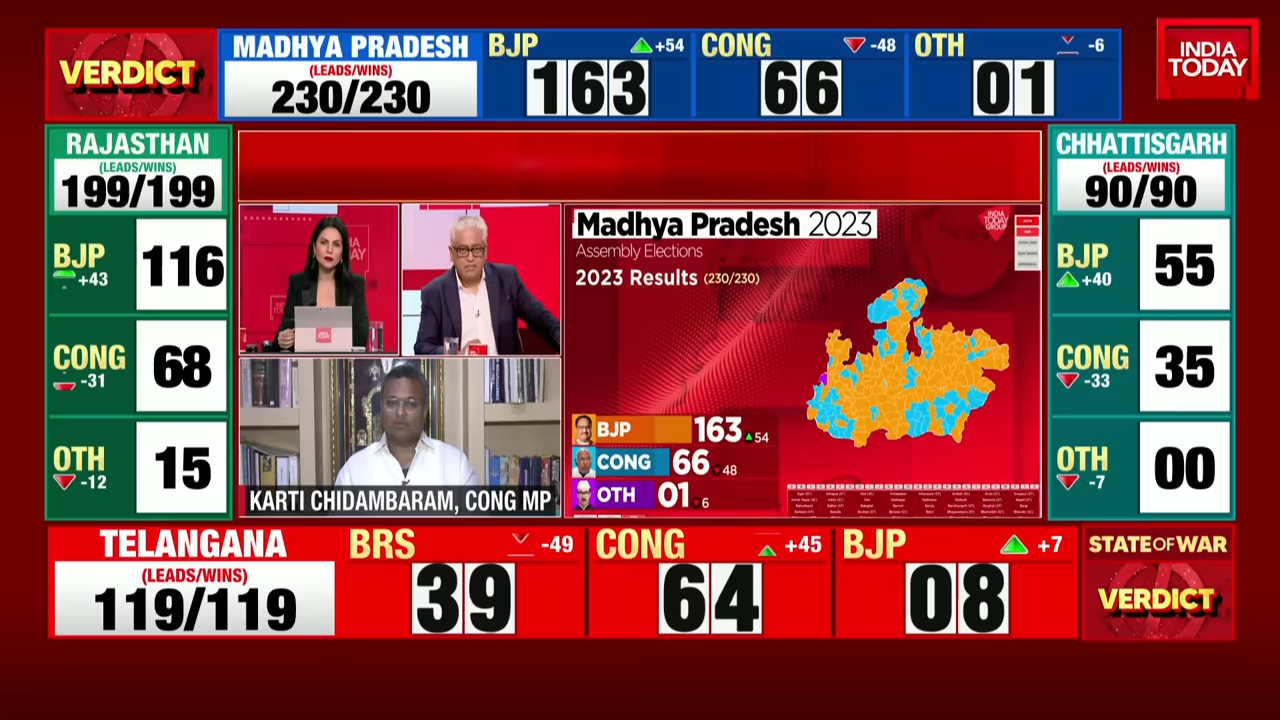 VERDICT
MADHYA PRADESH
(LEADS/WINS)
230/230
BJP +54
163
CONG -48
66
OTH -6
01
INDIA
TODAY
RAJASTHAN
(LEADS/WINS)
199/199
BJP
+43
116
CONG
-31
68
OTH
-12
15
Madhya Pradesh 2023
Assembly Elections
2023 Results (230/230)
INDIA
TODAY
GROUP
BJP 163 54
CONG 66 48
OTH 01 6
KARTI CHIDAMBARAM, CONG MP
CHHATTISGARH
(LEADS/WINS)
90/90
BJP
+40
55
CONG
-33
35
OTH
-7
00
TELANGANA
(LEADS/WINS)
119/119
BRS -49
39
CONG +45
64
BJP +7
08
STATE OF WAR
VERDICT